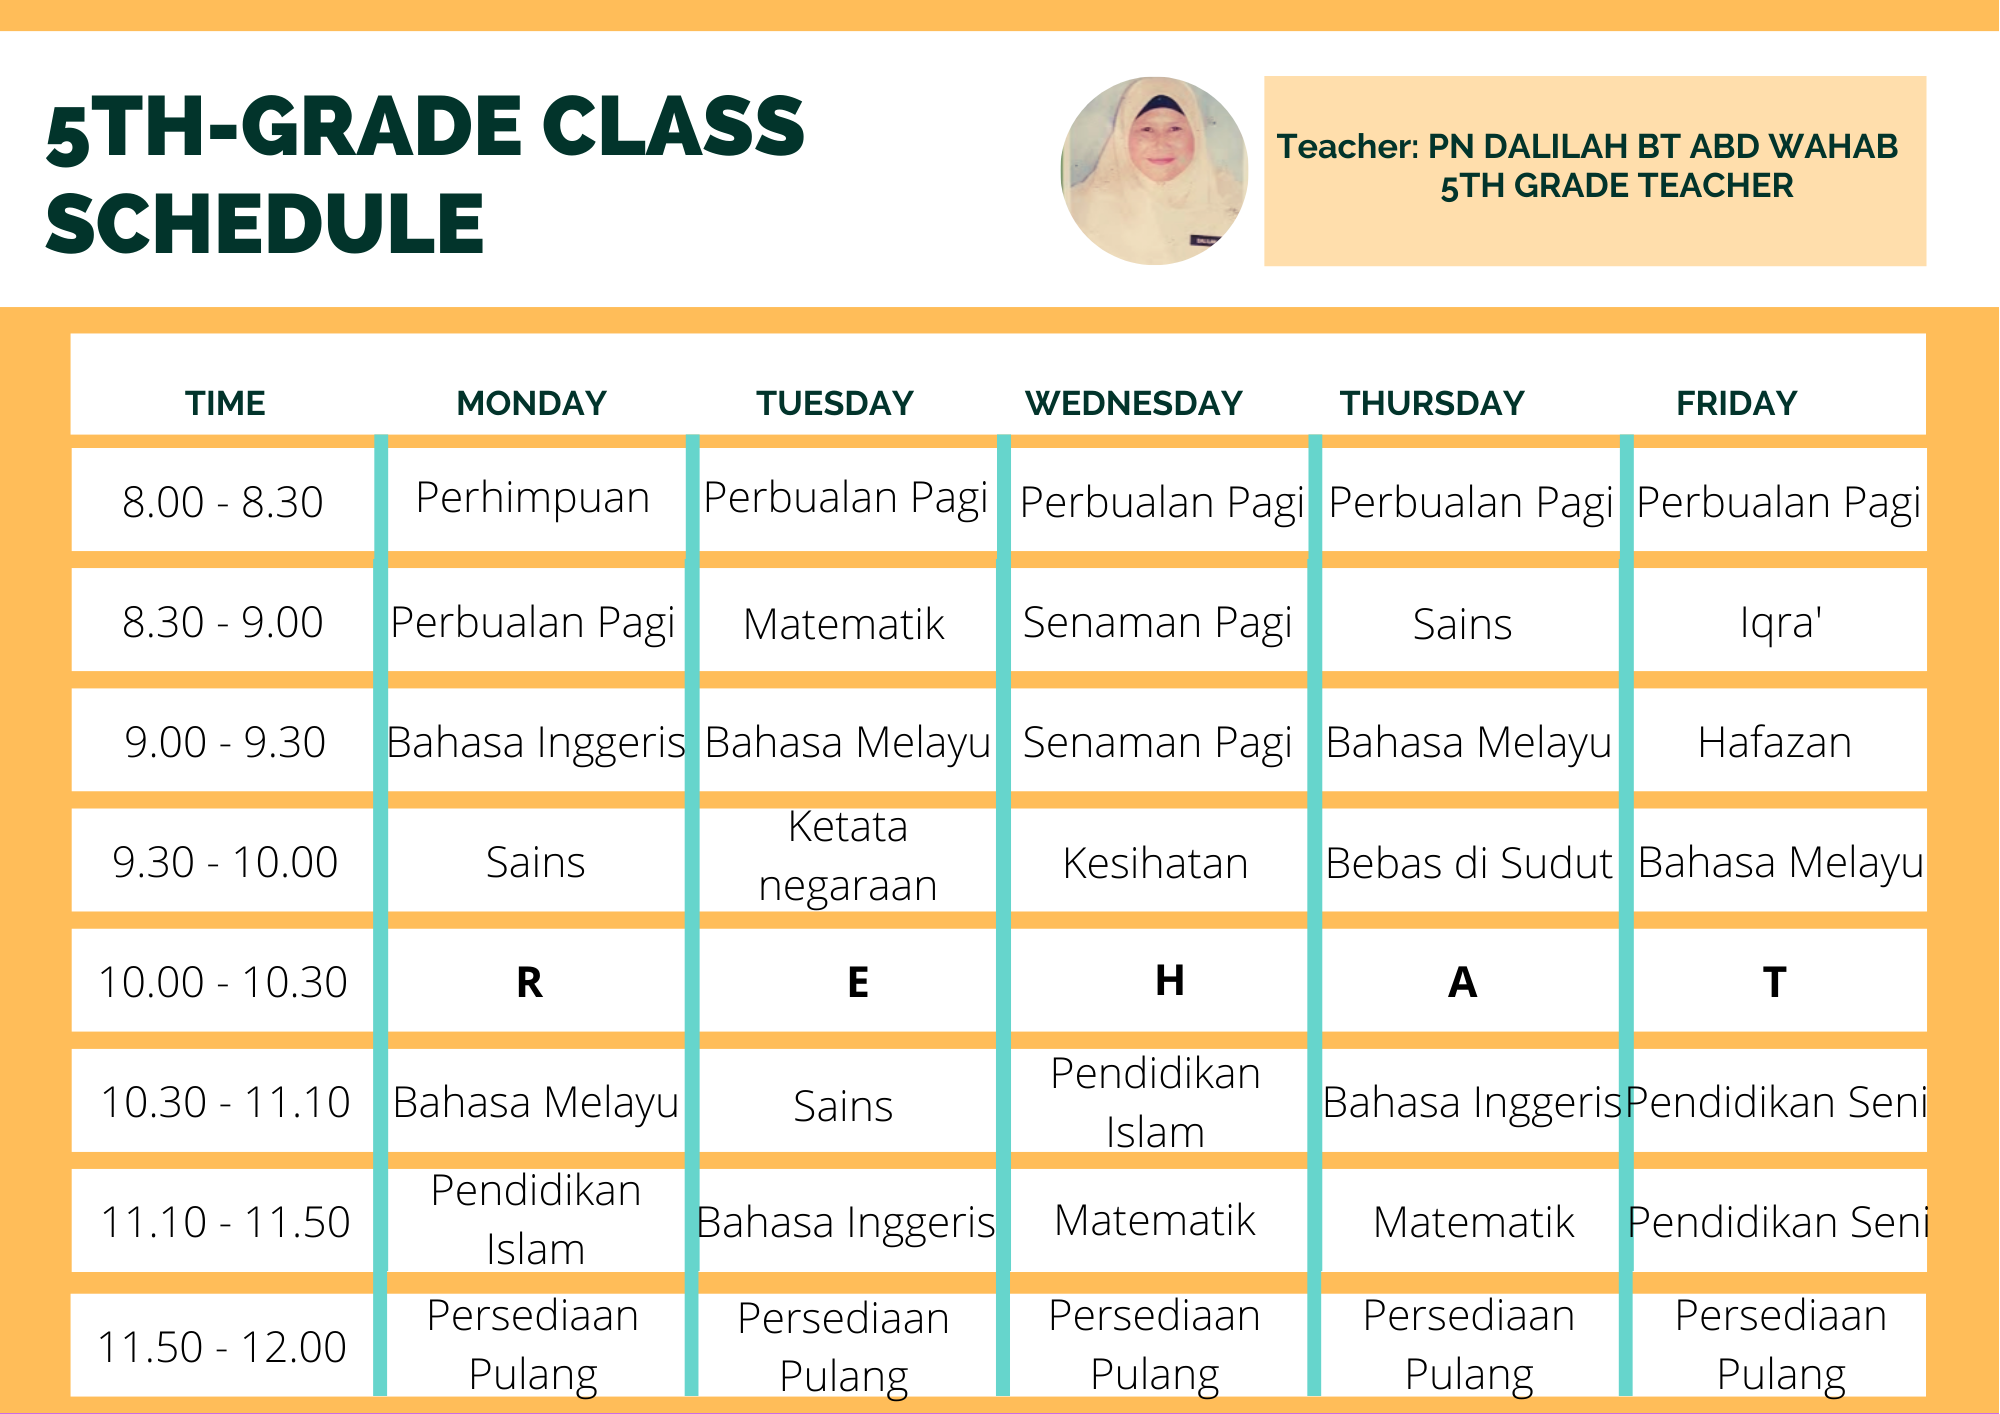 5TH-GRADE CLASS
SCHEDULE
Teacher: PN DALILAH BT ABD WAHAB
5TH GRADE TEACHER
TIME MONDAY TUESDAY WEDNESDAY THURSDAY FRIDAY
8.00 - 8.30 Perhimpuan Perbualan Pagi Perbualan Pagi Perbualan Pagi Perbualan Pagi
8.30 - 9.00 Perbualan Pagi Matematik Senaman Pagi Sains Iqra'
9.00 - 9.30 Bahasa Inggeris Bahasa Melayu Senaman Pagi Bahasa Melayu Hafazan
9.30 - 10.00 Sains Ketata negaraan Kesihatan Bebas di Sudut Bahasa Melayu
10.00 - 10.30 R E H A T
10.30 - 11.10 Bahasa Melayu Sains Pendidikan Islam Bahasa Inggeris Pendidikan Seni
11.10 - 11.50 Pendidikan Islam Bahasa Inggeris Matematik Matematik Pendidikan Seni
11.50 - 12.00 Persediaan Pulang Persediaan Pulang Persediaan Pulang Persediaan Pulang Persediaan Pulang